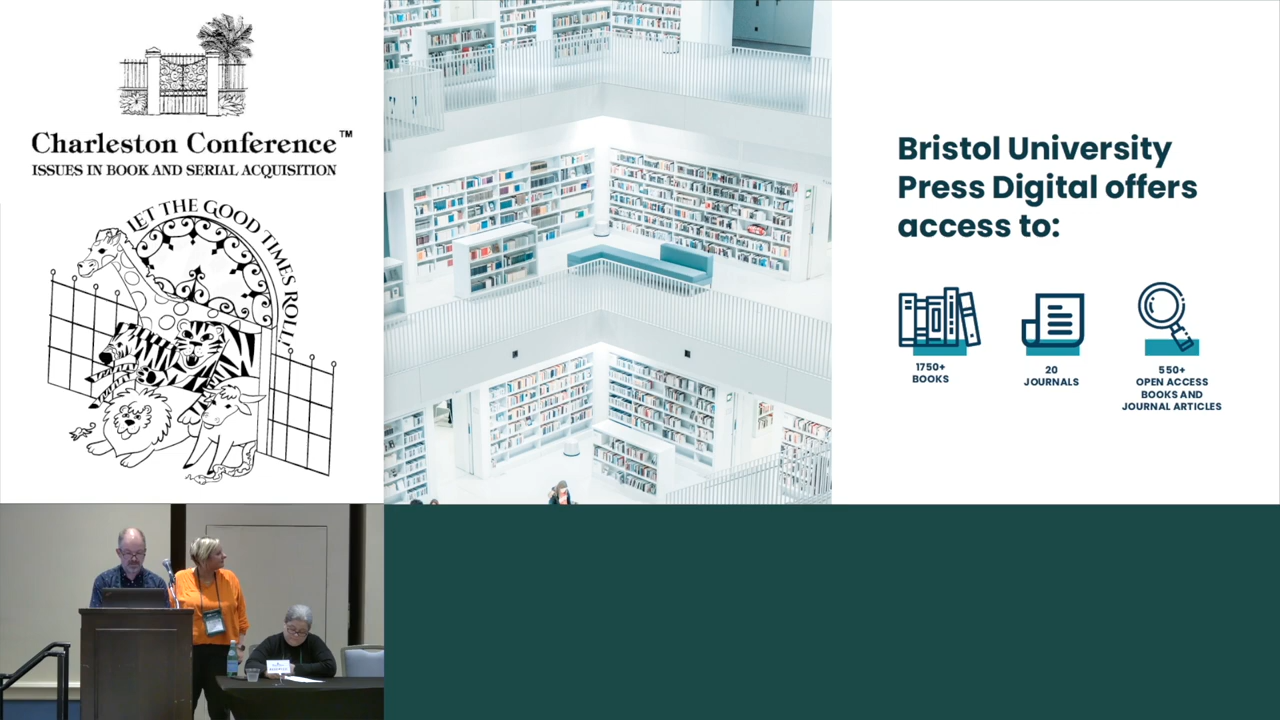 Charleston Conference™
ISSUES IN BOOK AND SERIAL ACQUISITION
LET THE GOOD TIMES ROLL!
Bristol University
Press Digital offers
access to:
1750+
BOOKS
20
JOURNALS
550+
OPEN ACCESS
BOOKS AND
JOURNAL ARTICLES